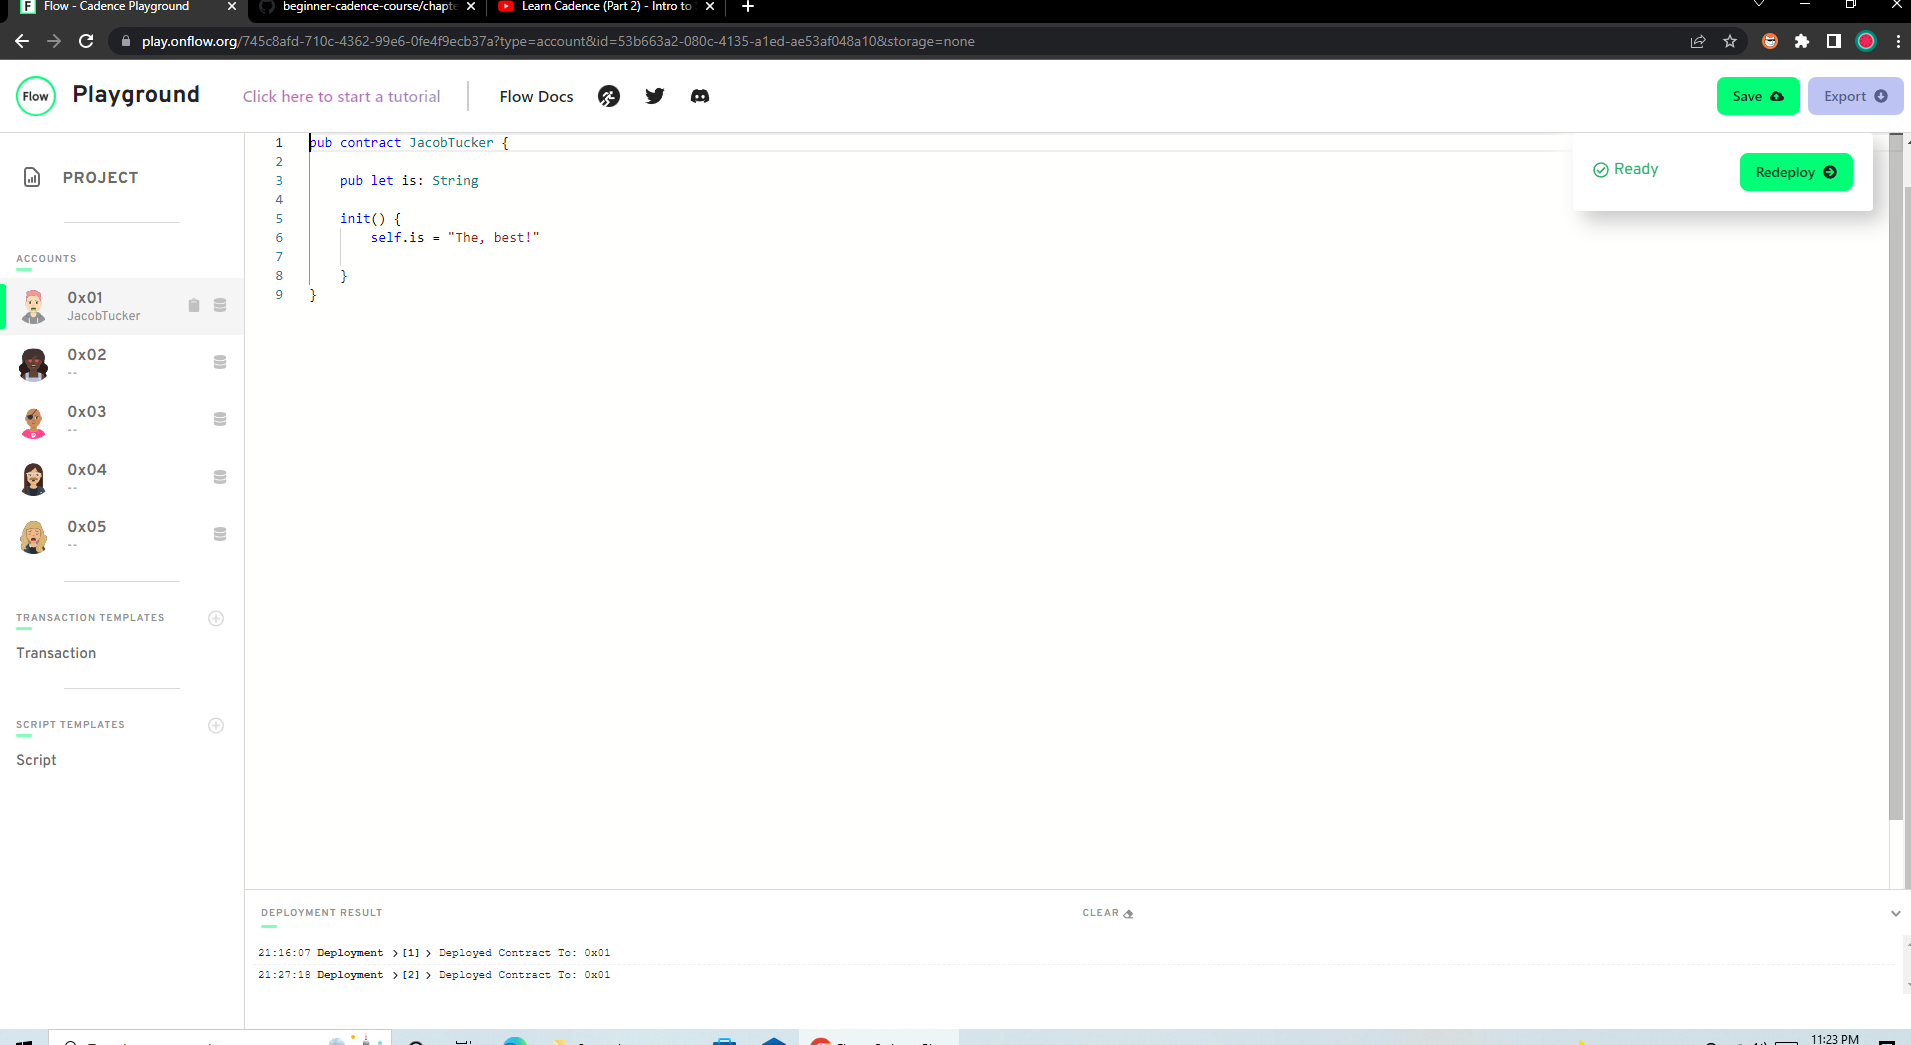 Flow - Cadence Playground
beginner-cadence-course/chapte
Learn Cadence (Part 2) - Intro to
play.onflow.org/745c8afd-710c-4362-99e6-0fe4f9ecb37a?type=account&id=53b663a2-080c-4135-a1ed-ae53af048a10&storage=none
Flow Playground
Click here to start a tutorial
Flow Docs
Save
Export
PROJECT
ACCOUNTS
0x01
JacobTucker
0x02
--
0x03
--
0x04
--
0x05
--
TRANSACTION TEMPLATES
Transaction
SCRIPT TEMPLATES
Script
1 pub contract JacobTucker {
2
3 pub let is: String
4
5 init() {
6 self.is = "The, best!"
7
8 }
9 }
Ready
Redeploy
DEPLOYMENT RESULT
CLEAR
21:16:07 Deployment > [1] > Deployed Contract To: 0x01
21:27:18 Deployment > [2] > Deployed Contract To: 0x01
11:23 PM